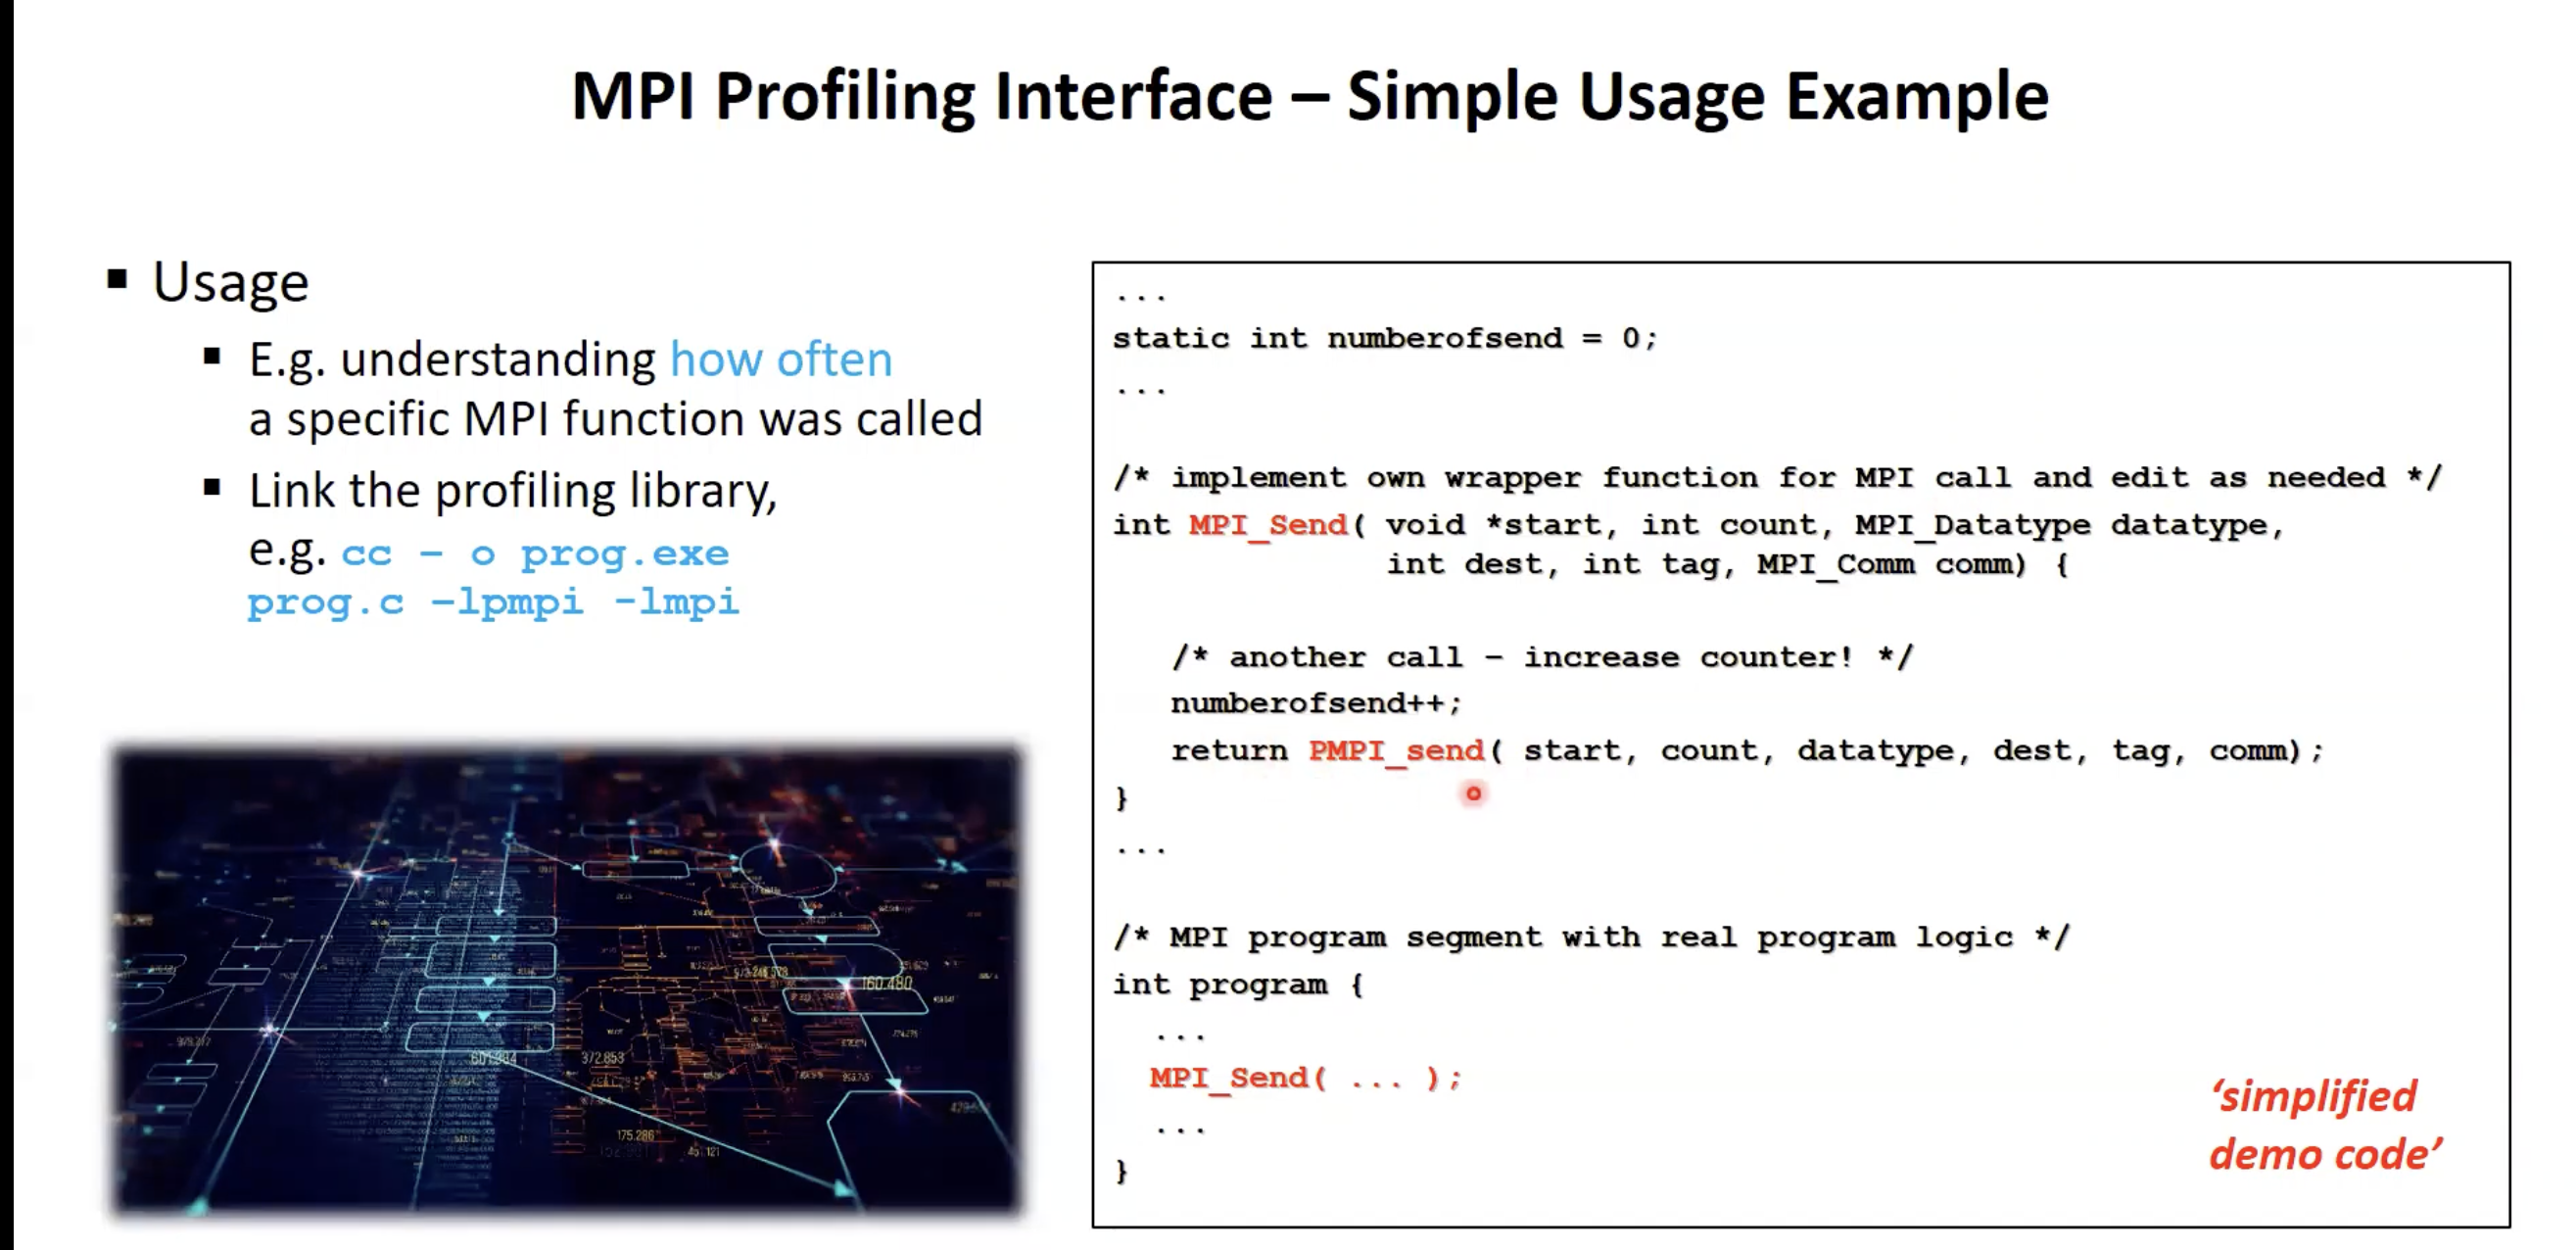 MPI Profiling Interface – Simple Usage Example
▪ Usage
▪ E.g. understanding how often
a specific MPI function was called
▪ Link the profiling library,
e.g. cc – o prog.exe
prog.c –lpmpi -lmpi
...
static int numberofsend = 0;
...
/* implement own wrapper function for MPI call and edit as needed */
int MPI_Send( void *start, int count, MPI_Datatype datatype,
int dest, int tag, MPI_Comm comm) {
/* another call – increase counter! */
numberofsend++;
return PMPI_send( start, count, datatype, dest, tag, comm);
}
...
/* MPI program segment with real program logic */
int program {
...
MPI_Send( ... );
...
}
‘simplified
demo code’
160.480
601.984
372.853
175.286